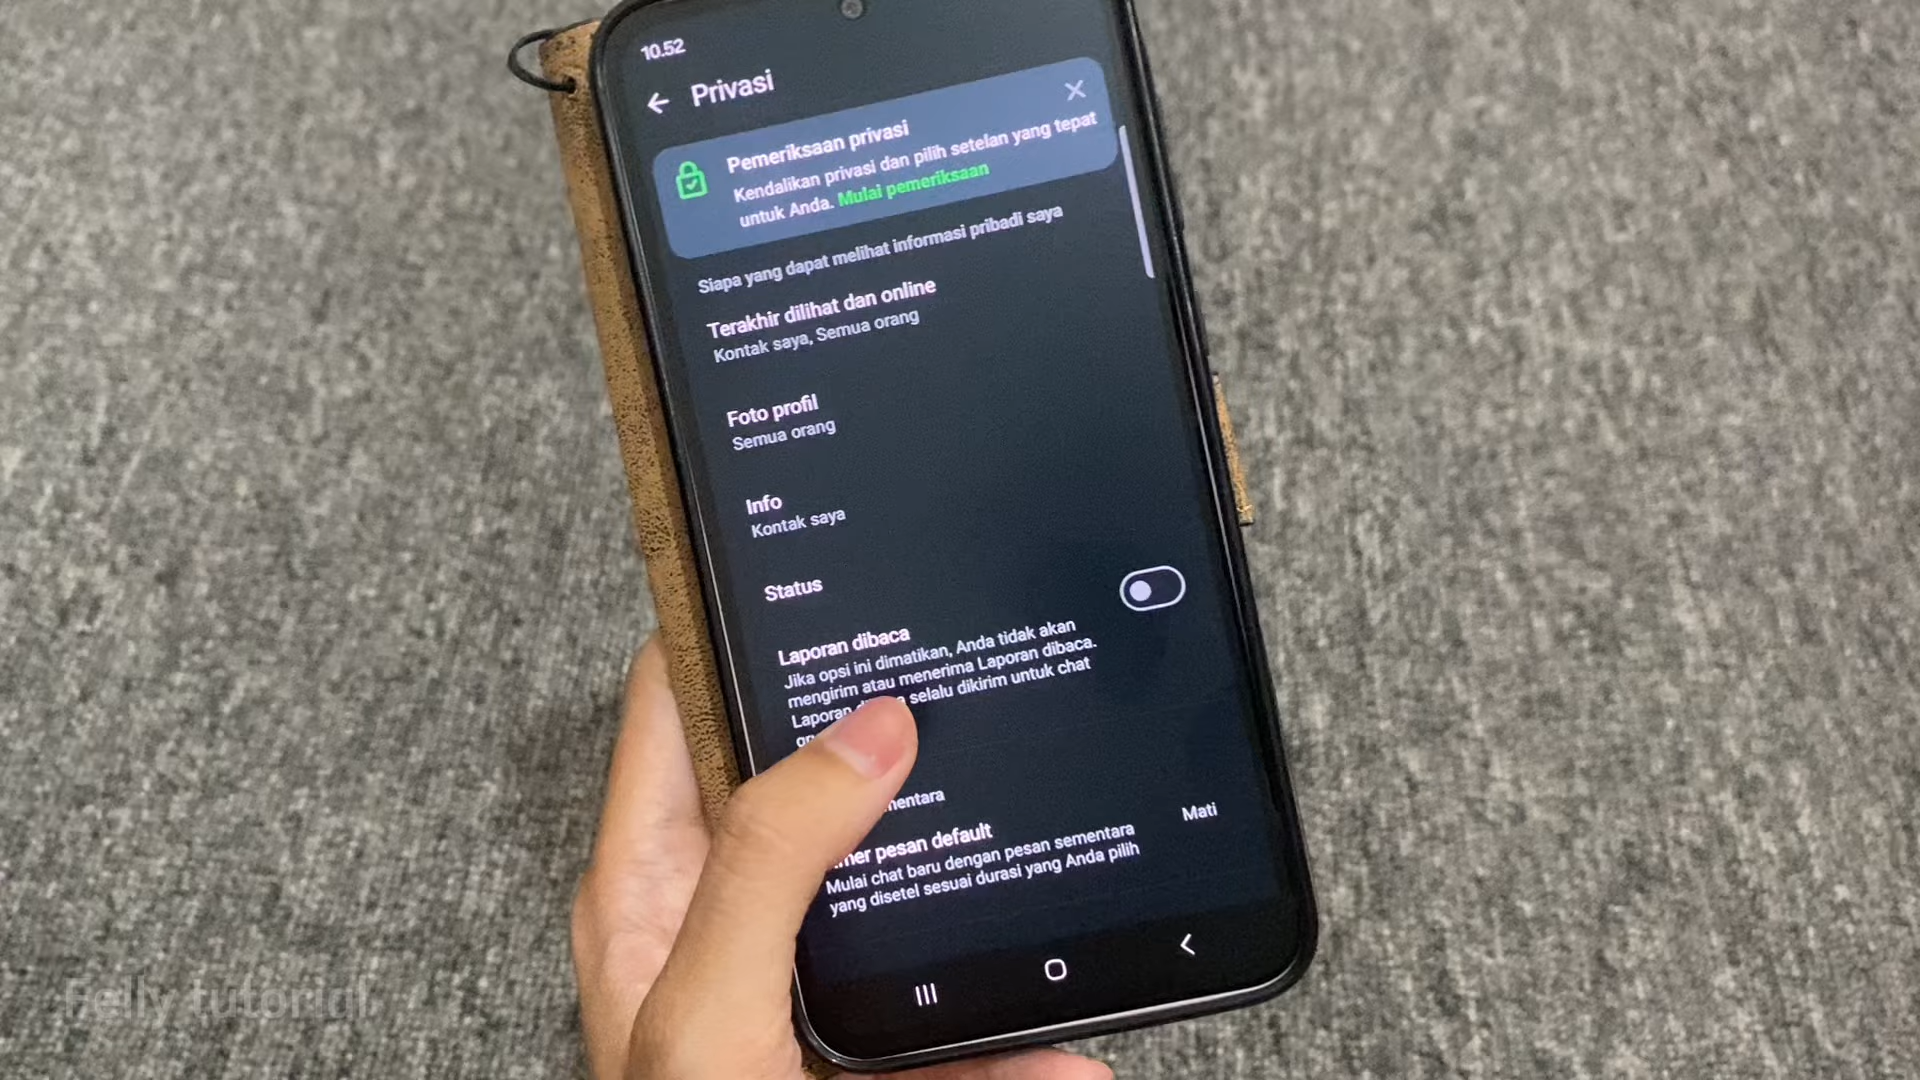 10.52
Privasi
Pemeriksaan privasi
Kendalikan privasi dan pilih setelan yang tepat
untuk Anda. Mulai pemeriksaan
Siapa yang dapat melihat informasi pribadi saya
Terakhir dilihat dan online
Kontak saya, Semua orang
Foto profil
Semua orang
Info
Kontak saya
Status
Laporan dibaca
Jika opsi ini dimatikan, Anda tidak akan
mengirim atau menerima Laporan dibaca.
Laporan selalu dikirim untuk chat
pesan default
Mati
Mulai chat baru dengan pesan sementara
yang disetel sesuai durasi yang Anda pilih
Felly tutorial